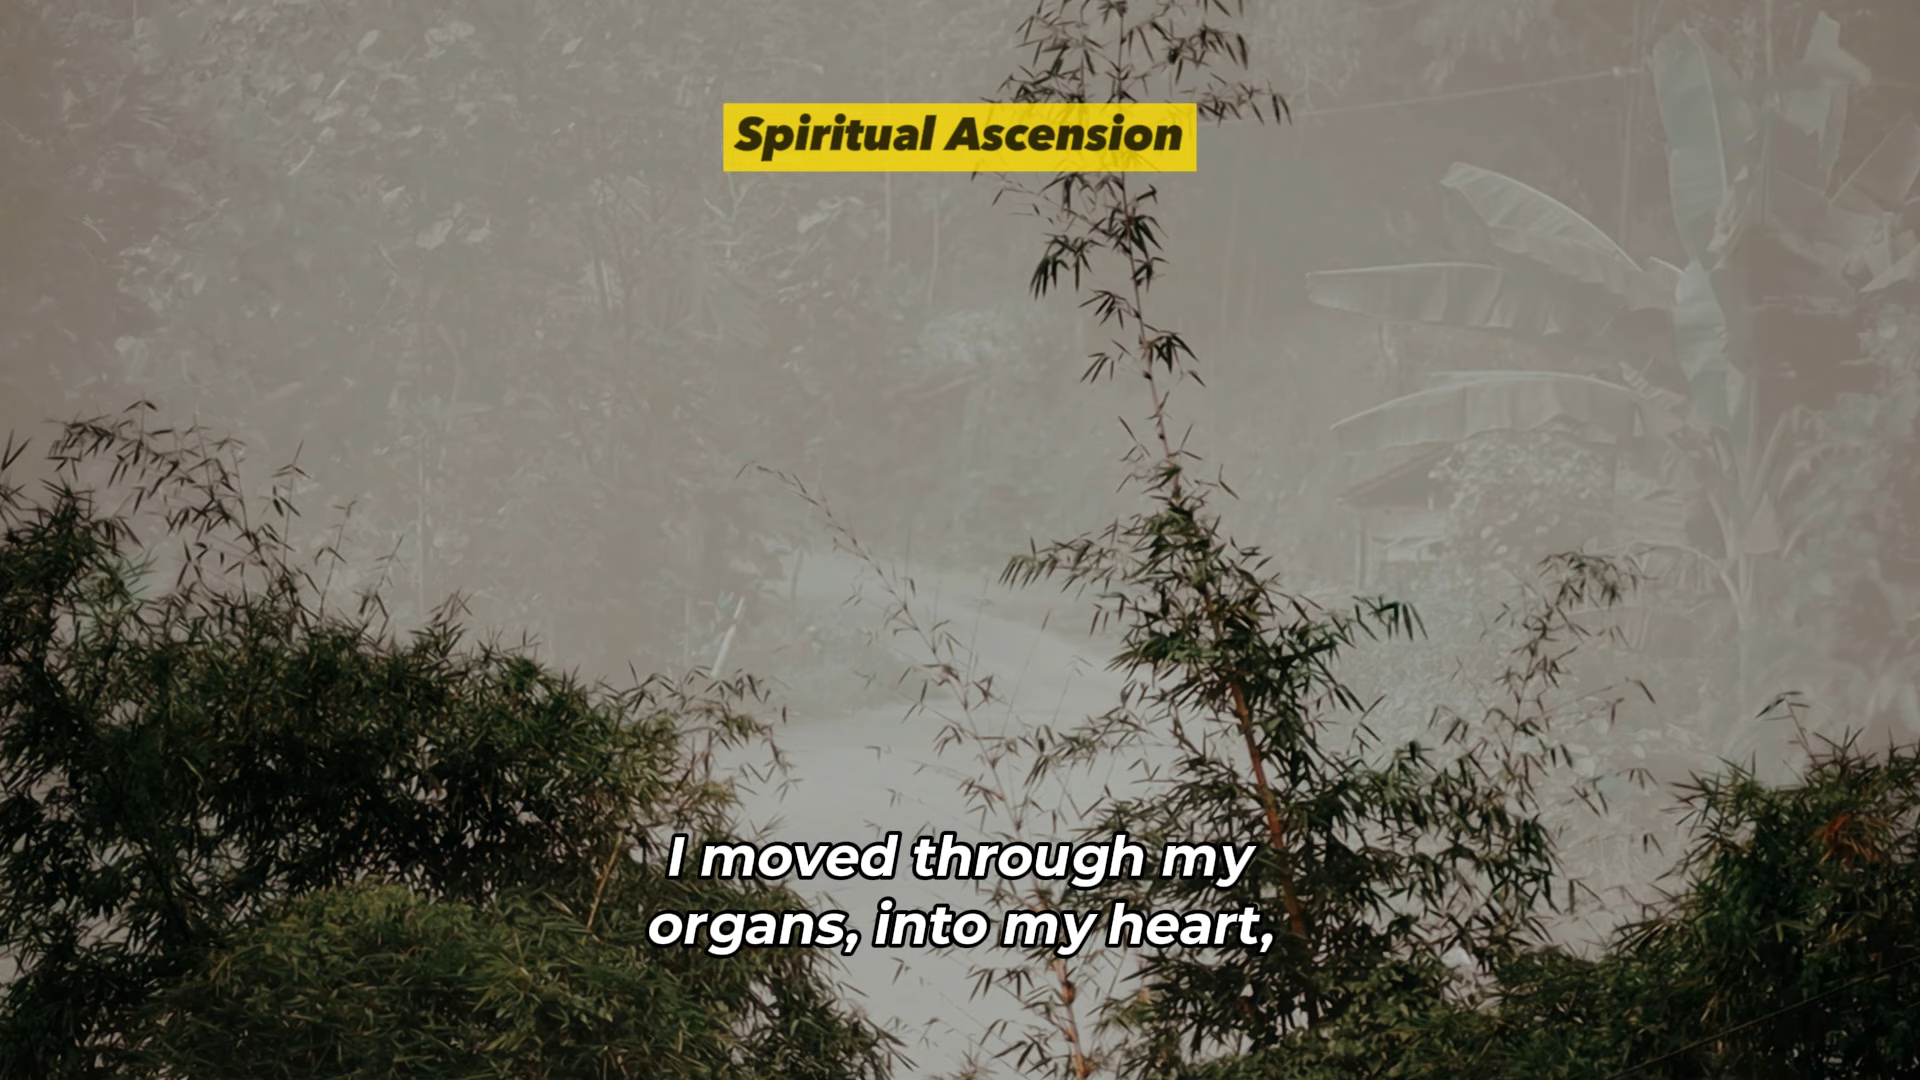 Spiritual Ascension
I moved through my
organs, into my heart,